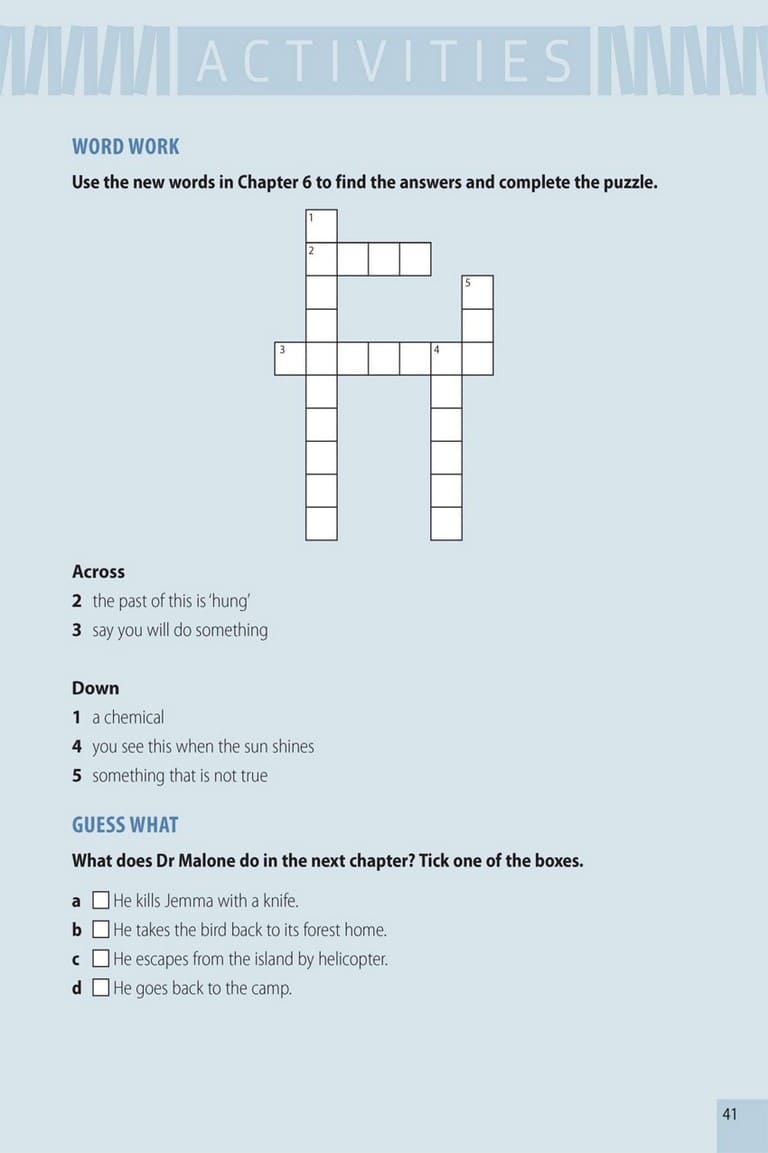 ACTIVITIES
WORD WORK
Use the new words in Chapter 6 to find the answers and complete the puzzle.
1
2
5
3 4
Across
2 the past of this is ‘hung’
3 say you will do something
Down
1 a chemical
4 you see this when the sun shines
5 something that is not true
GUESS WHAT
What does Dr Malone do in the next chapter? Tick one of the boxes.
a He kills Jemma with a knife.
b He takes the bird back to its forest home.
c He escapes from the island by helicopter.
d He goes back to the camp.
41